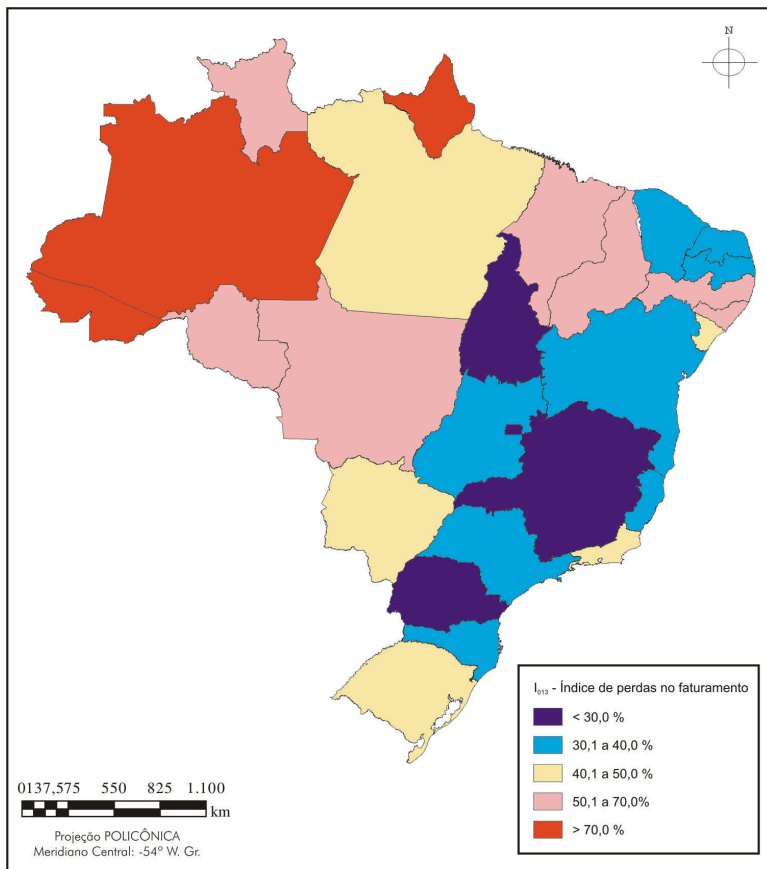 N
I013 - Índice de perdas no faturamento
< 30,0 %
30,1 a 40,0 %
40,1 a 50,0 %
50,1 a 70,0%
> 70,0 %
0137,575 550 825 1.100
km
Projeção POLICÔNICA
Meridiano Central: -54º W. Gr.